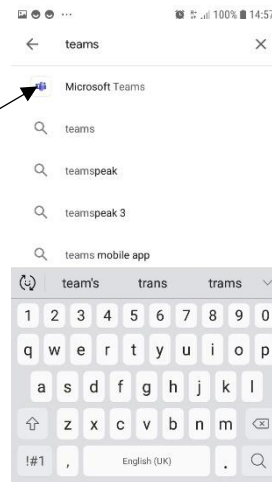 100% 14:57
teams
Microsoft Teams
teams
teamspeak
teamspeak 3
teams mobile app
team's trans trams
1 2 3 4 5 6 7 8 9 0
q w e r t y u i o p
a s d f g h j k l
z x c v b n m
!#1 , English (UK) .